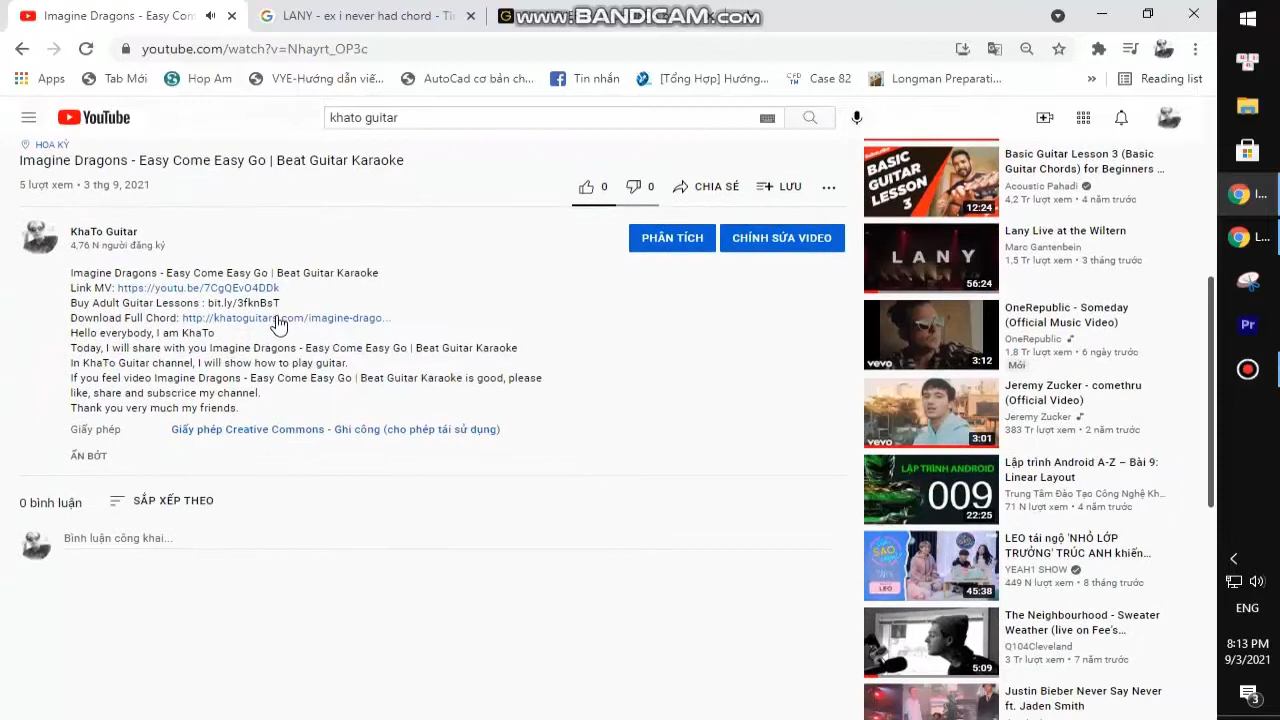 Imagine Dragons - Easy Come
LANY - ex i never had chord - Tìm
www.BANDICAM.com
youtube.com/watch?v=Nhayrt_OP3c
Apps
Tab Mới
Hop Am
VYE-Hướng dẫn viế...
AutoCad cơ bản ch...
Tin nhắn
[Tổng Hợp] Hướng...
Case 82
Longman Preparati...
»
Reading list
YouTube
khato guitar
HOA KỲ
Imagine Dragons - Easy Come Easy Go | Beat Guitar Karaoke
5 lượt xem • 3 thg 9, 2021
0
0
CHIA SẺ
LƯU
KhaTo Guitar
4,76 N người đăng ký
PHÂN TÍCH
CHỈNH SỬA VIDEO
Imagine Dragons - Easy Come Easy Go | Beat Guitar Karaoke
Link MV: https://youtu.be/7CgQEvO4DDk
Buy Adult Guitar Lessons : bit.ly/3fknBsT
Download Full Chord: http://khatoguitar.com/imagine-drago...
Hello everybody, I am KhaTo
Today, I will share with you Imagine Dragons - Easy Come Easy Go | Beat Guitar Karaoke
In KhaTo Guitar channel, I will show how to play guitar.
If you feel video Imagine Dragons - Easy Come Easy Go | Beat Guitar Karaoke is good, please
like, share and subscrice my channel.
Thank you very much my friends.
Giấy phép
Giấy phép Creative Commons - Ghi công (cho phép tái sử dụng)
ẨN BỚT
0 bình luận
SẮP XẾP THEO
Bình luận công khai...
BASIC
GUITAR
LESSON
3
12:24
Basic Guitar Lesson 3 (Basic
Guitar Chords) for Beginners ...
Acoustic Pahadi
4,2 Tr lượt xem • 4 năm trước
LANY
56:24
Lany Live at the Wiltern
Marc Gantenbein
1,5 Tr lượt xem • 3 tháng trước
vevo
3:12
OneRepublic - Someday
(Official Music Video)
OneRepublic
1,8 Tr lượt xem • 6 ngày trước
Mới
vevo
3:01
Jeremy Zucker - comethru
(Official Video)
Jeremy Zucker
383 Tr lượt xem • 2 năm trước
LẬP TRÌNH ANDROID
009
22:25
Lập trình Android A-Z – Bài 9:
Linear Layout
Trung Tâm Đào Tạo Công Nghệ Kh...
71 N lượt xem • 4 năm trước
SAO
LEO
45:38
LEO tái ngộ 'NHỎ LỚP
TRƯỞNG' TRÚC ANH khiến...
YEAH1 SHOW
449 N lượt xem • 8 tháng trước
5:09
The Neighbourhood - Sweater
Weather (live on Fee's...
Q104Cleveland
3 Tr lượt xem • 7 năm trước
Justin Bieber Never Say Never
ft. Jaden Smith
I...
L...
Pr
ENG
8:13 PM
9/3/2021
3